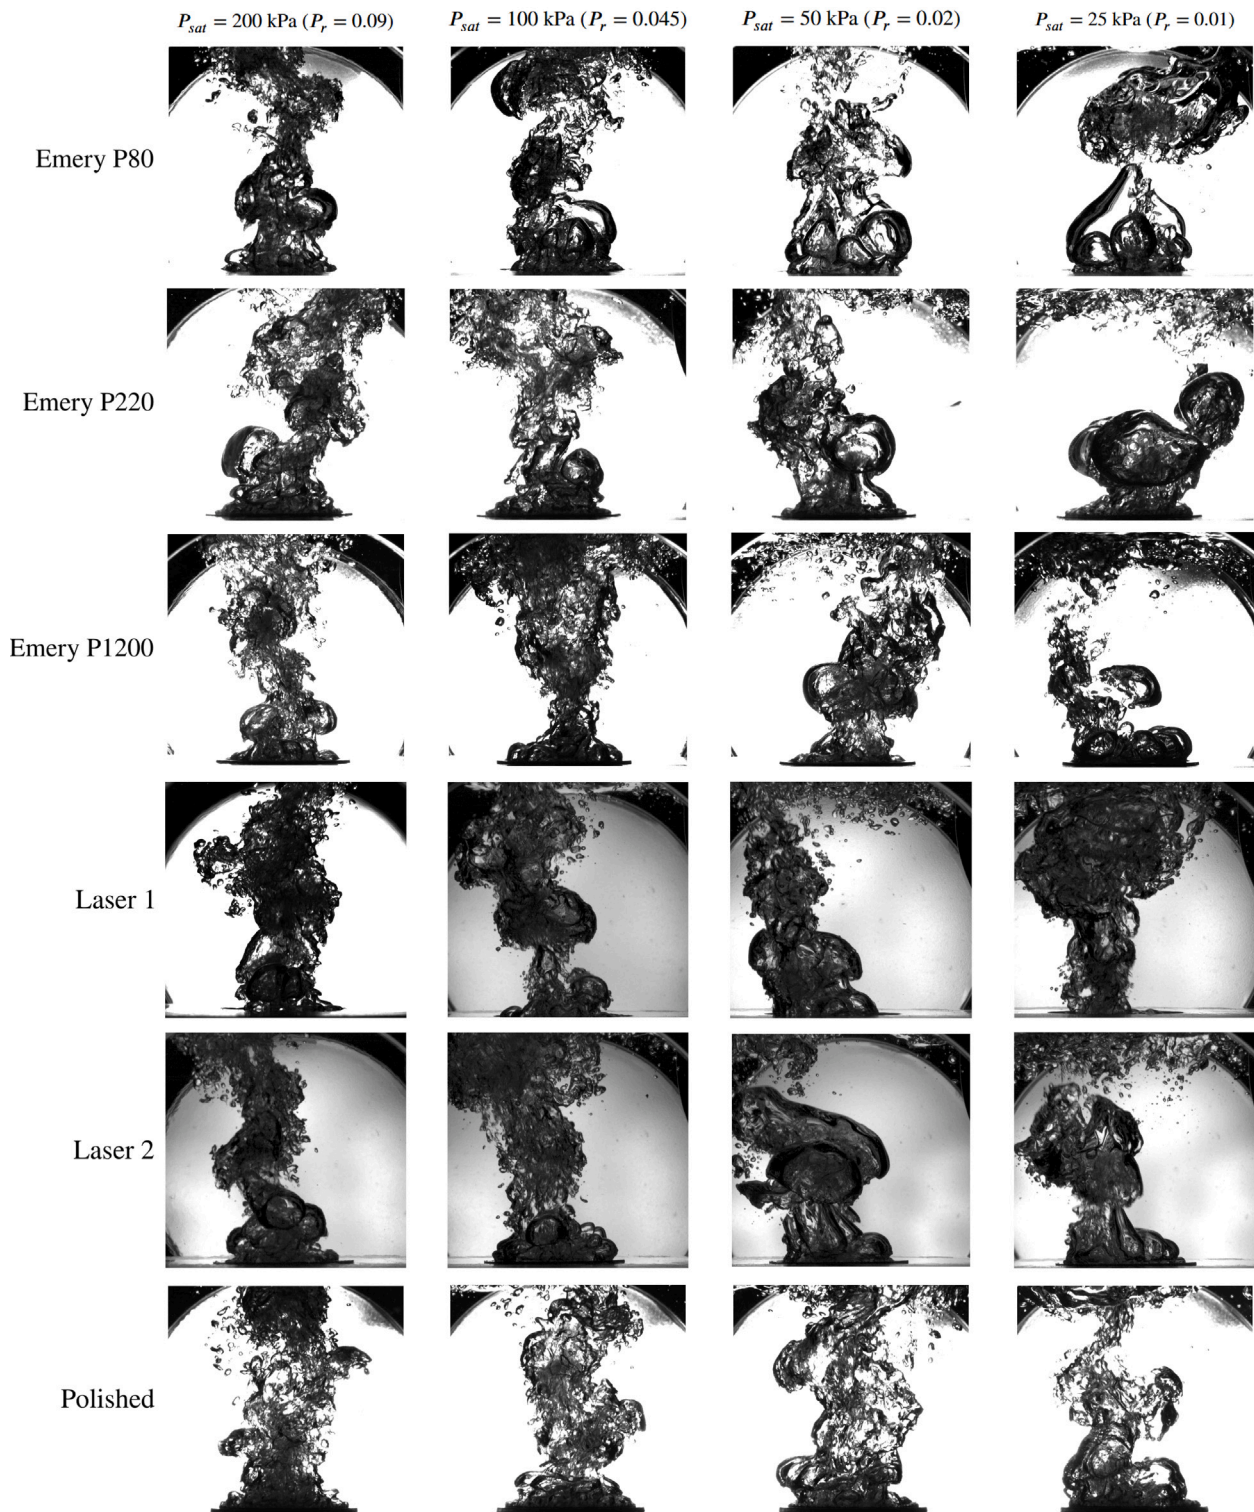 P_sat = 200 kPa (P_r = 0.09)
P_sat = 100 kPa (P_r = 0.045)
P_sat = 50 kPa (P_r = 0.02)
P_sat = 25 kPa (P_r = 0.01)
Emery P80
Emery P220
Emery P1200
Laser 1
Laser 2
Polished